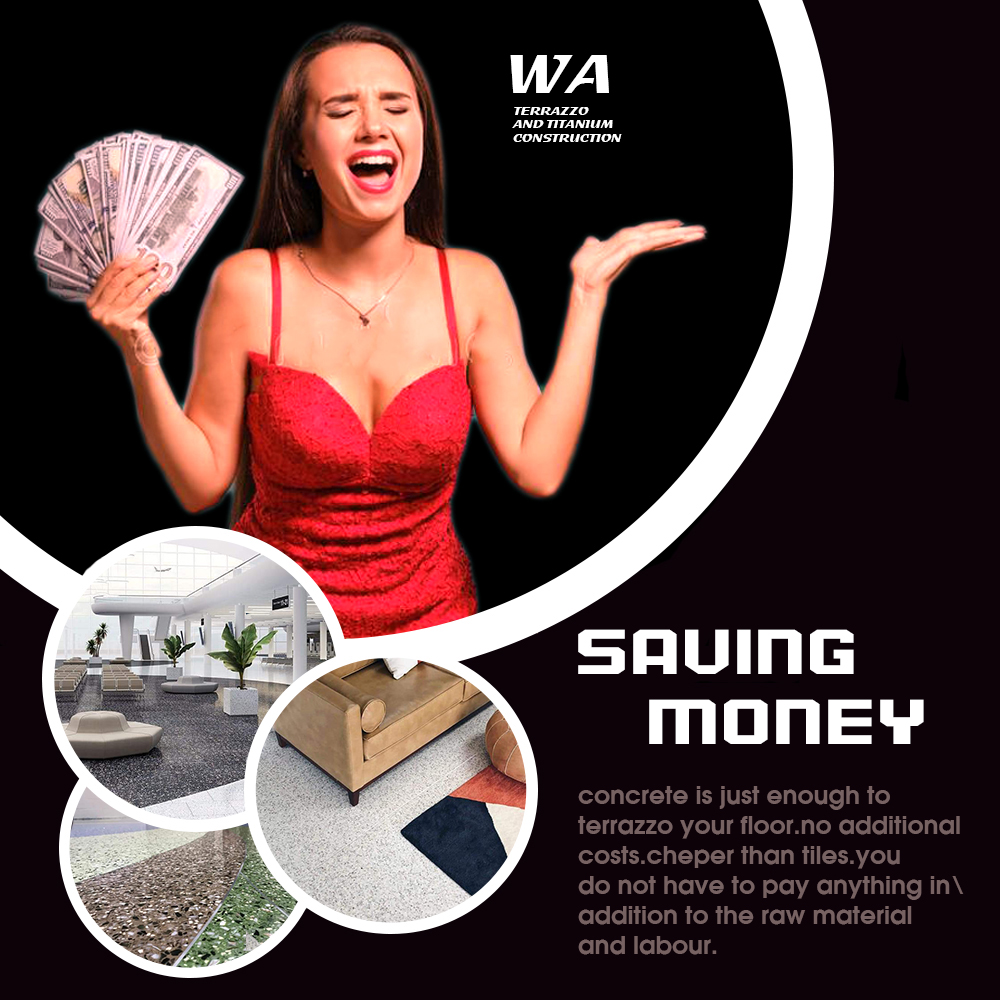 WA
TERRAZZO
AND TITANIUM
CONSTRUCTION
SAVING
MONEY
concrete is just enough to
terrazzo your floor.no additional
costs.cheper than tiles.you
do not have to pay anything in\
addition to the raw material
and labour.